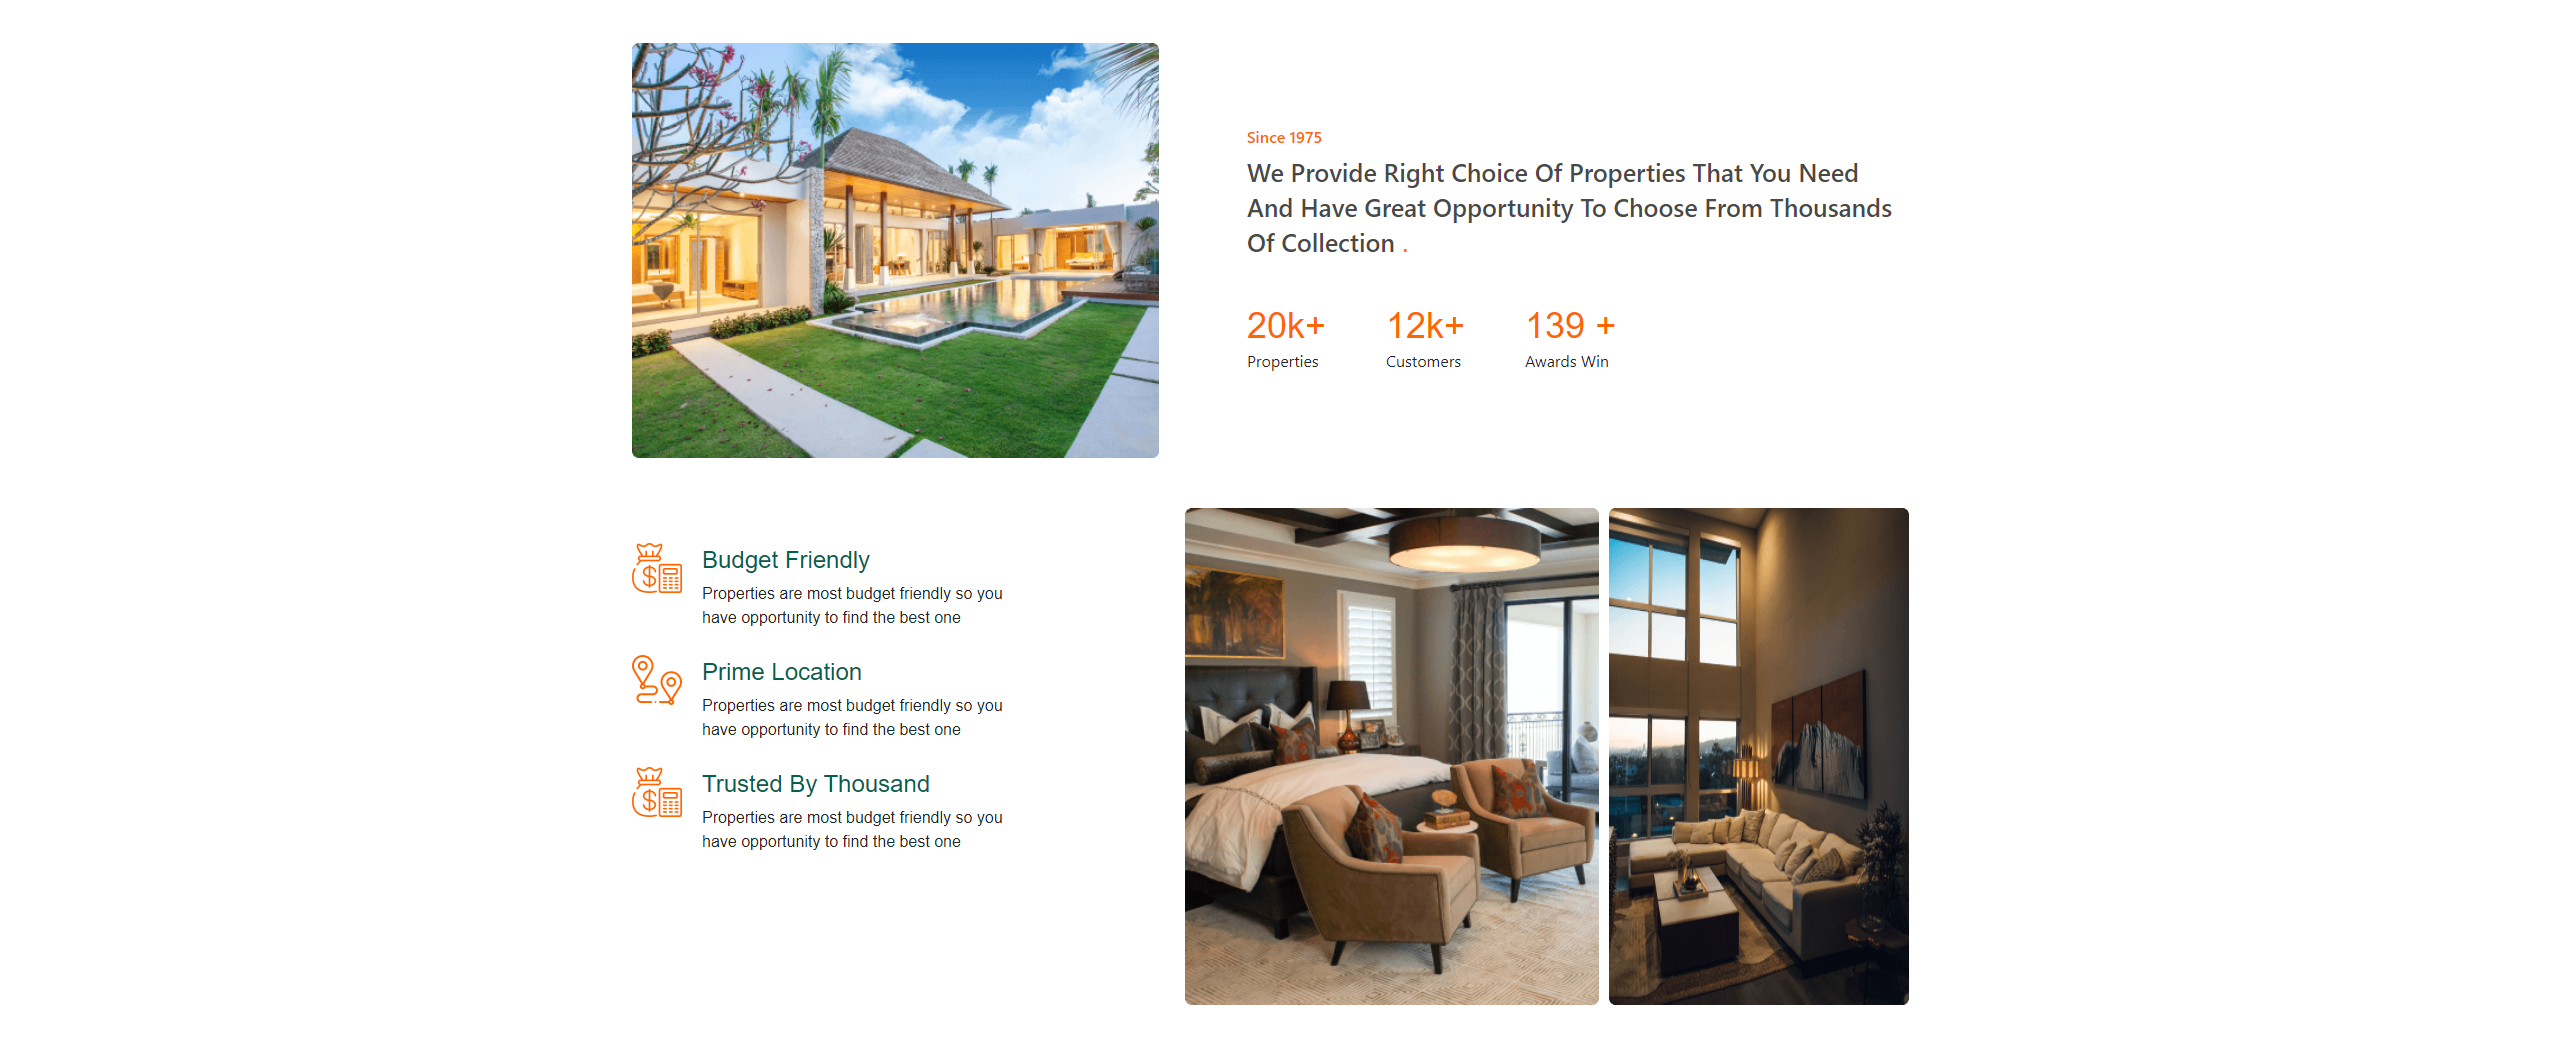 Since 1975
We Provide Right Choice Of Properties That You Need
And Have Great Opportunity To Choose From Thousands
Of Collection .
20k+
Properties
12k+
Customers
139 +
Awards Win
Budget Friendly
Properties are most budget friendly so you
have opportunity to find the best one
Prime Location
Properties are most budget friendly so you
have opportunity to find the best one
Trusted By Thousand
Properties are most budget friendly so you
have opportunity to find the best one